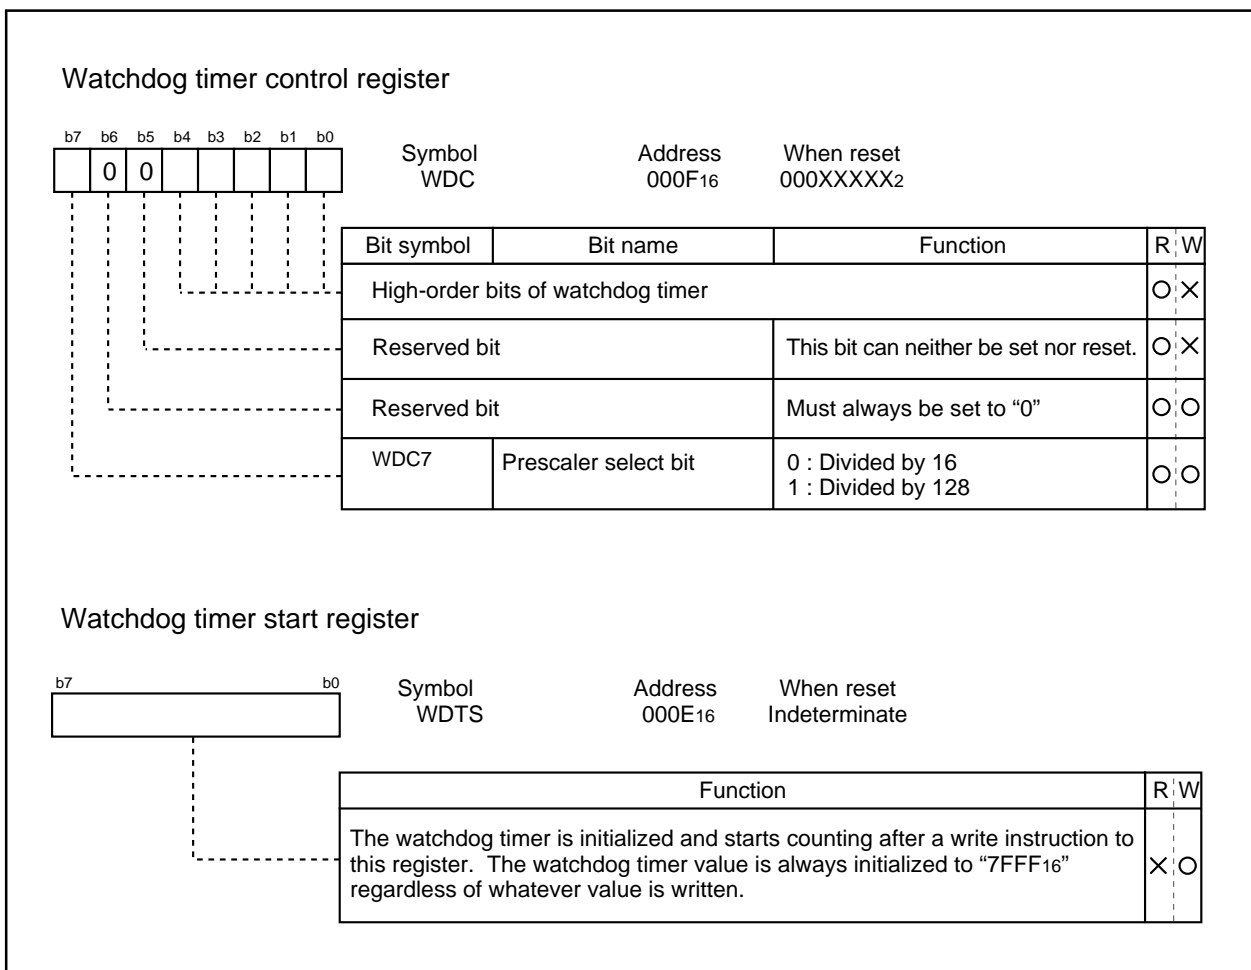 Watchdog timer control register
b7 b6 b5 b4 b3 b2 b1 b0
0 0
Symbol Address When reset
WDC 000F16 000XXXXX2
Bit symbol Bit name Function R W
High-order bits of watchdog timer
Reserved bit This bit can neither be set nor reset.
Reserved bit Must always be set to “0”
WDC7 Prescaler select bit 0 : Divided by 16
1 : Divided by 128
Watchdog timer start register
b7 b0
Symbol Address When reset
WDTS 000E16 Indeterminate
Function R W
The watchdog timer is initialized and starts counting after a write instruction to
this register. The watchdog timer value is always initialized to “7FFF16”
regardless of whatever value is written.